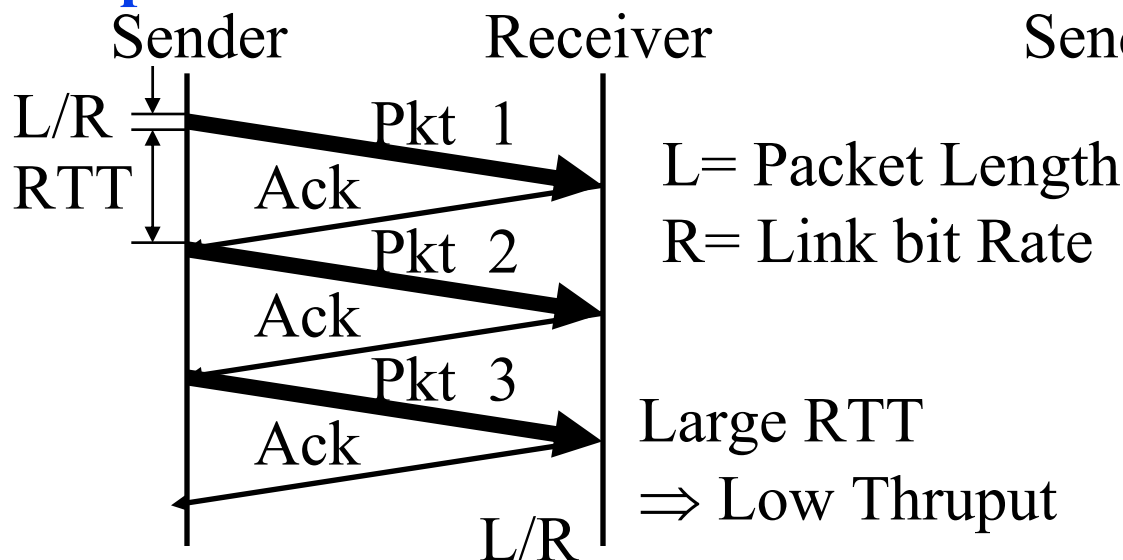 Sender
Receiver
L/R
Pkt 1
RTT
Ack
L= Packet Length
R= Link bit Rate
Pkt 2
Ack
Pkt 3
Ack
Large RTT
⇒ Low Thruput
L/R